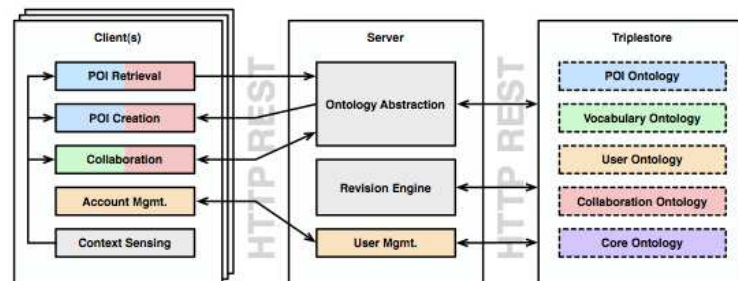 Client(s)
POI Retrieval
POI Creation
Collaboration
Account Mgmt.
Context Sensing
HTTP REST
Server
Ontology Abstraction
Revision Engine
User Mgmt.
HTTP REST
Triplestore
POI Ontology
Vocabulary Ontology
User Ontology
Collaboration Ontology
Core Ontology